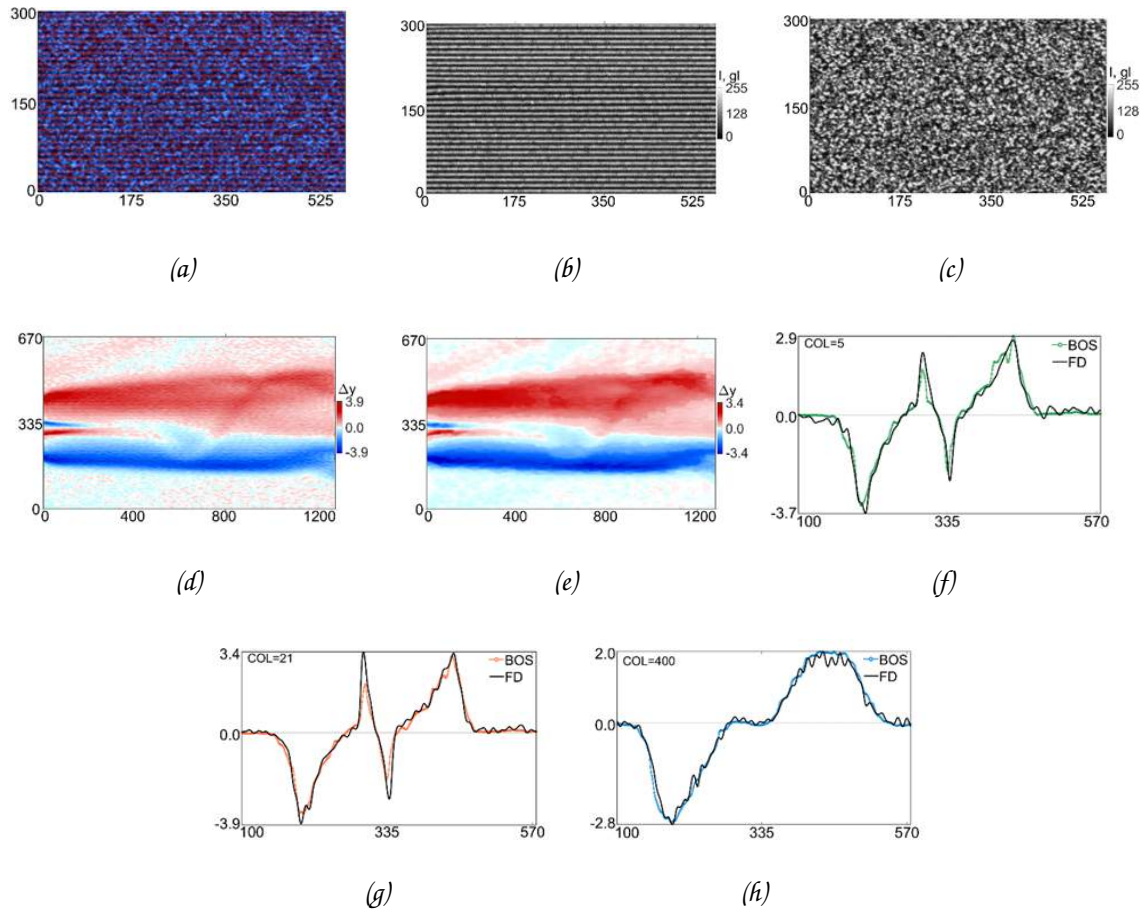 300
150
0
0 175 350 525
(a)
300
150
0
0 175 350 525
I, gl
255
128
0
(b)
300
150
0
0 175 350 525
I, gl
255
128
0
(c)
670
335
0
0 400 800 1200
Δy
3.9
0.0
-3.9
(d)
670
335
0
0 400 800 1200
Δy
3.4
0.0
-3.4
(e)
2.9
0.0
-3.7
COL=5
BOS
FD
100 335 570
(f)
3.4
0.0
-3.9
COL=21
BOS
FD
100 335 570
(g)
2.0
0.0
-2.8
COL=400
BOS
FD
100 335 570
(h)